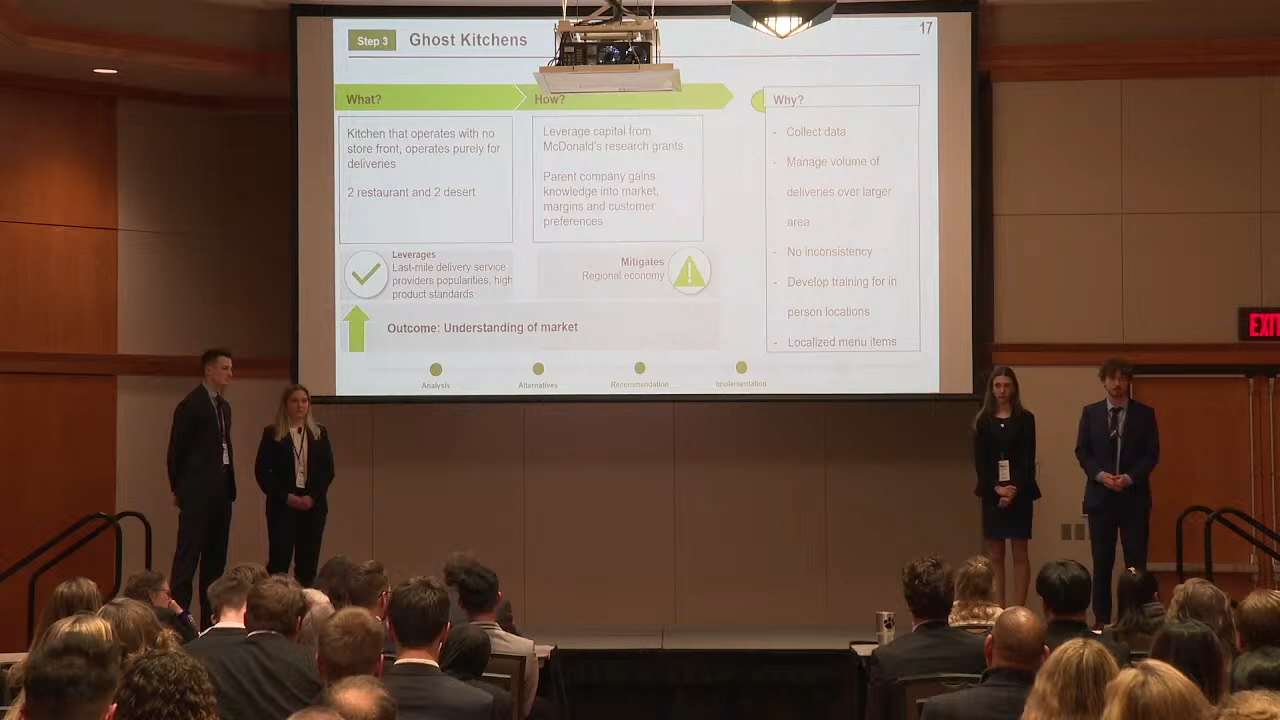 17
Step 3
Ghost Kitchens
What?
How?
Why?
Kitchen that operates with no
store front, operates purely for
deliveries
2 restaurant and 2 desert
Leverage capital from
McDonald's research grants
Parent company gains
knowledge into market,
margins and customer
preferences
- Collect data
- Manage volume of
deliveries over larger
area
- No inconsistency
- Develop training for in
person locations
- Localized menu items
Leverages
Last-mile delivery service
providers popularities, high
product standards
Mitigates
Regional economy
Outcome: Understanding of market
Analysis
Alternatives
Recommendation
Implementation
EXIT